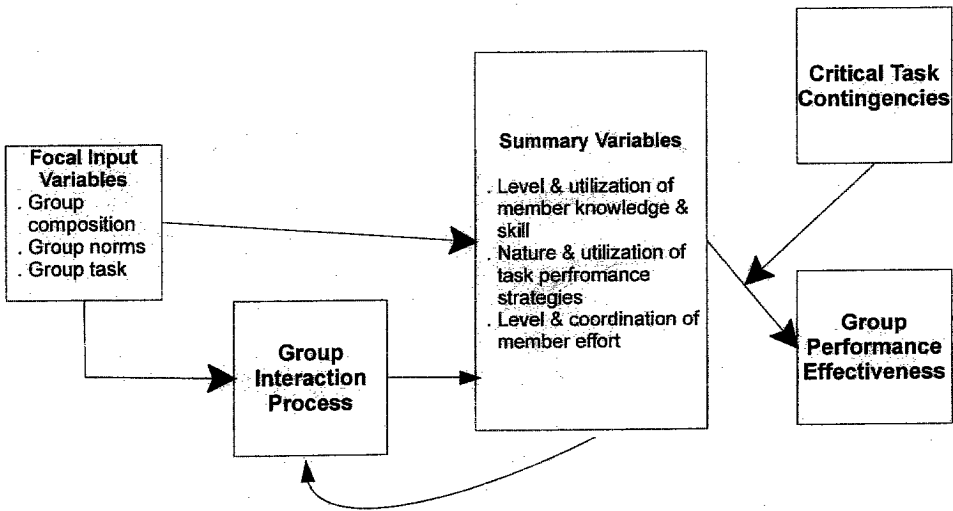 Focal Input
Variables
. Group
composition
. Group norms
. Group task
Group
Interaction
Process
Summary Variables
. Level & utilization of
member knowledge &
skill
. Nature & utilization of
task perfromance
strategies
. Level & coordination of
member effort
Critical Task
Contingencies
Group
Performance
Effectiveness